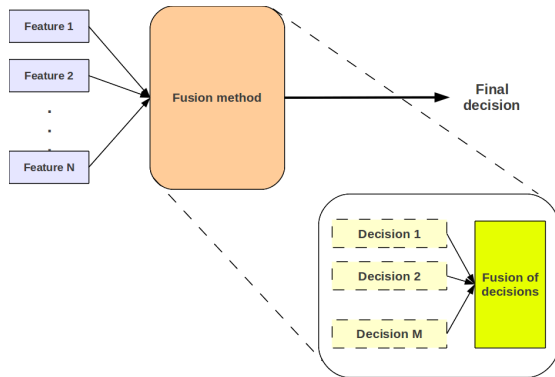 Feature 1
Feature 2
.
.
.
Feature N
Fusion method
Final
decision
Decision 1
Decision 2
Decision M
Fusion of
decisions